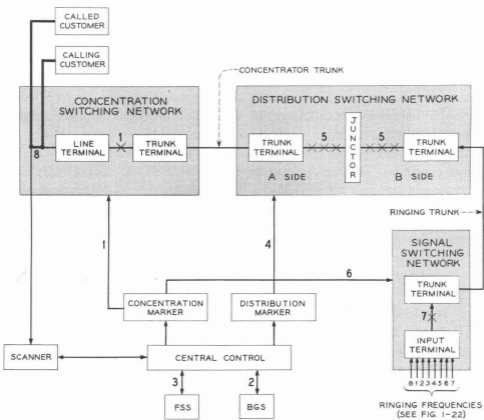 CALLED
CUSTOMER
CALLING
CUSTOMER
CONCENTRATOR TRUNK
CONCENTRATION
SWITCHING NETWORK
DISTRIBUTION SWITCHING NETWORK
LINE
TERMINAL
1
TRUNK
TERMINAL
8
TRUNK
TERMINAL
5
JUNCTOR
5
TRUNK
TERMINAL
A SIDE
B SIDE
RINGING TRUNK
1
4
6
SIGNAL
SWITCHING
NETWORK
TRUNK
TERMINAL
7
INPUT
TERMINAL
CONCENTRATION
MARKER
DISTRIBUTION
MARKER
SCANNER
CENTRAL CONTROL
3
2
FSS
BGS
8 1 2 3 4 5 6 7
RINGING FREQUENCIES
(SEE FIG. 1-22)